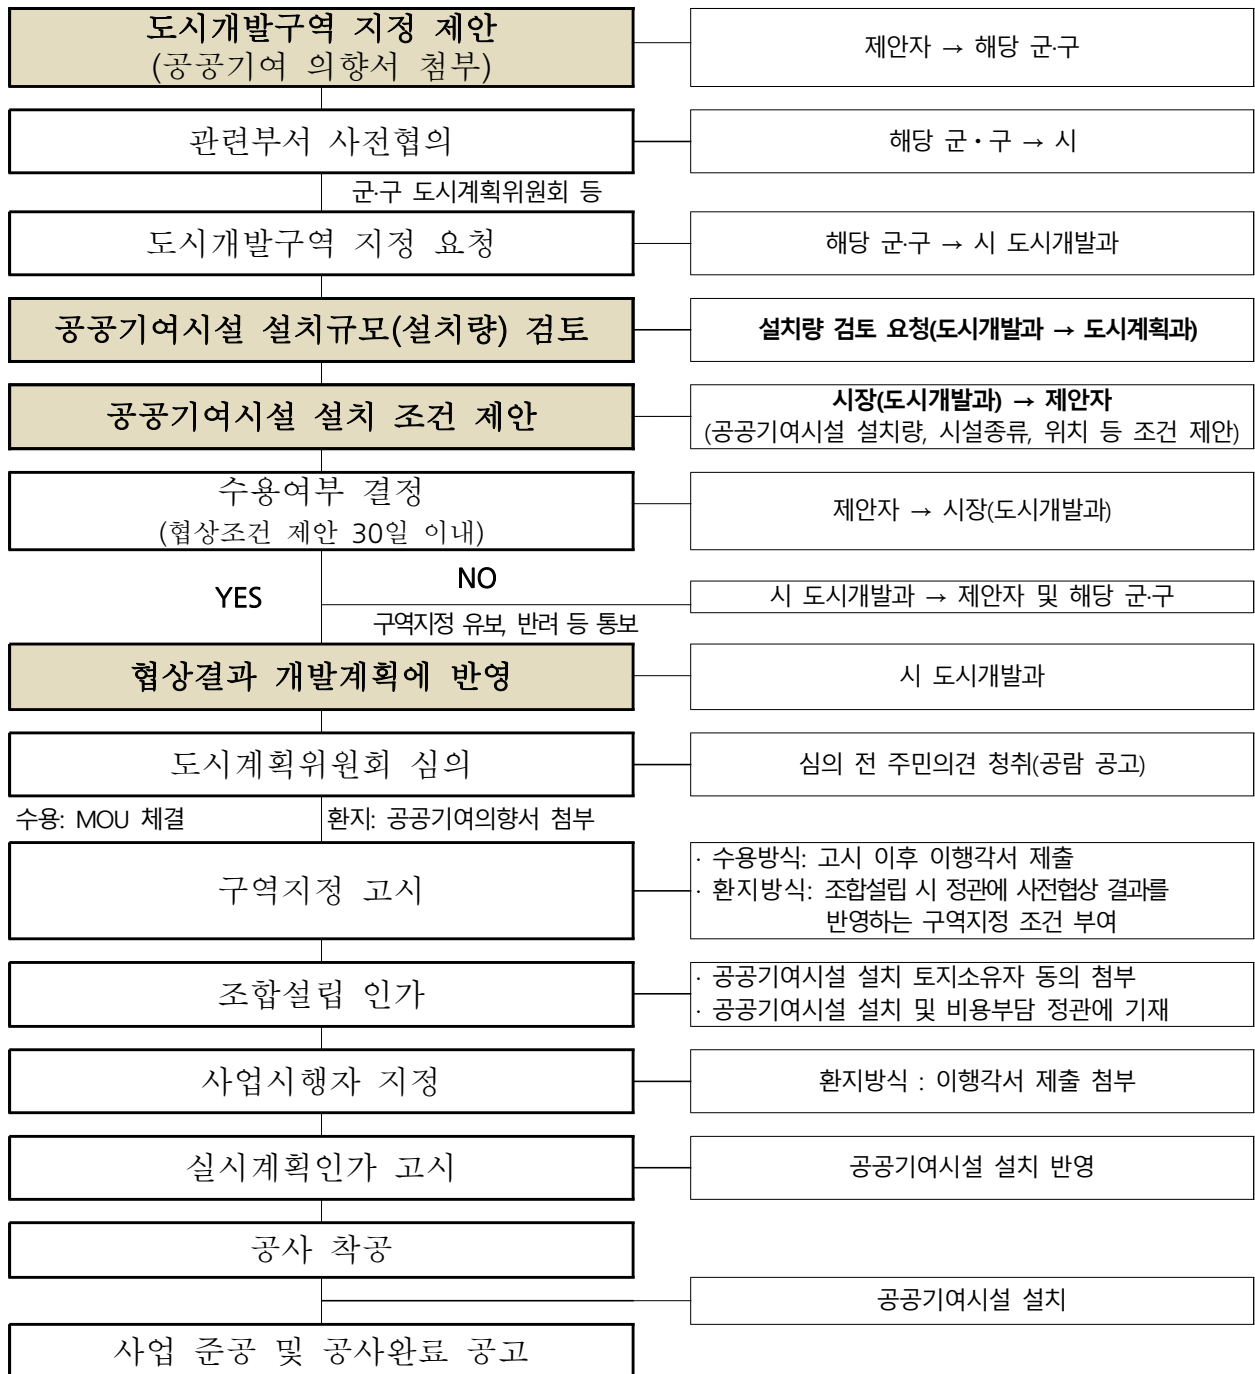 도시개발구역 지정 제안
(공공기여 의향서 첨부)
제안자 → 해당 군·구
관련부서 사전협의
해당 군・구 → 시
군·구 도시계획위원회 등
도시개발구역 지정 요청
해당 군·구 → 시 도시개발과
공공기여시설 설치규모(설치량) 검토
설치량 검토 요청(도시개발과 → 도시계획과)
공공기여시설 설치 조건 제안
시장(도시개발과) → 제안자
(공공기여시설 설치량, 시설종류, 위치 등 조건 제안)
수용여부 결정
(협상조건 제안 30일 이내)
제안자 → 시장(도시개발과)
YES
NO
구역지정 유보, 반려 등 통보
시 도시개발과 → 제안자 및 해당 군·구
협상결과 개발계획에 반영
시 도시개발과
도시계획위원회 심의
심의 전 주민의견 청취(공람 공고)
수용: MOU 체결
환지: 공공기여의향서 첨부
구역지정 고시
· 수용방식: 고시 이후 이행각서 제출
· 환지방식: 조합설립 시 정관에 사전협상 결과를
반영하는 구역지정 조건 부여
조합설립 인가
· 공공기여시설 설치 토지소유자 동의 첨부
· 공공기여시설 설치 및 비용부담 정관에 기재
사업시행자 지정
환지방식 : 이행각서 제출 첨부
실시계획인가 고시
공공기여시설 설치 반영
공사 착공
공공기여시설 설치
사업 준공 및 공사완료 공고